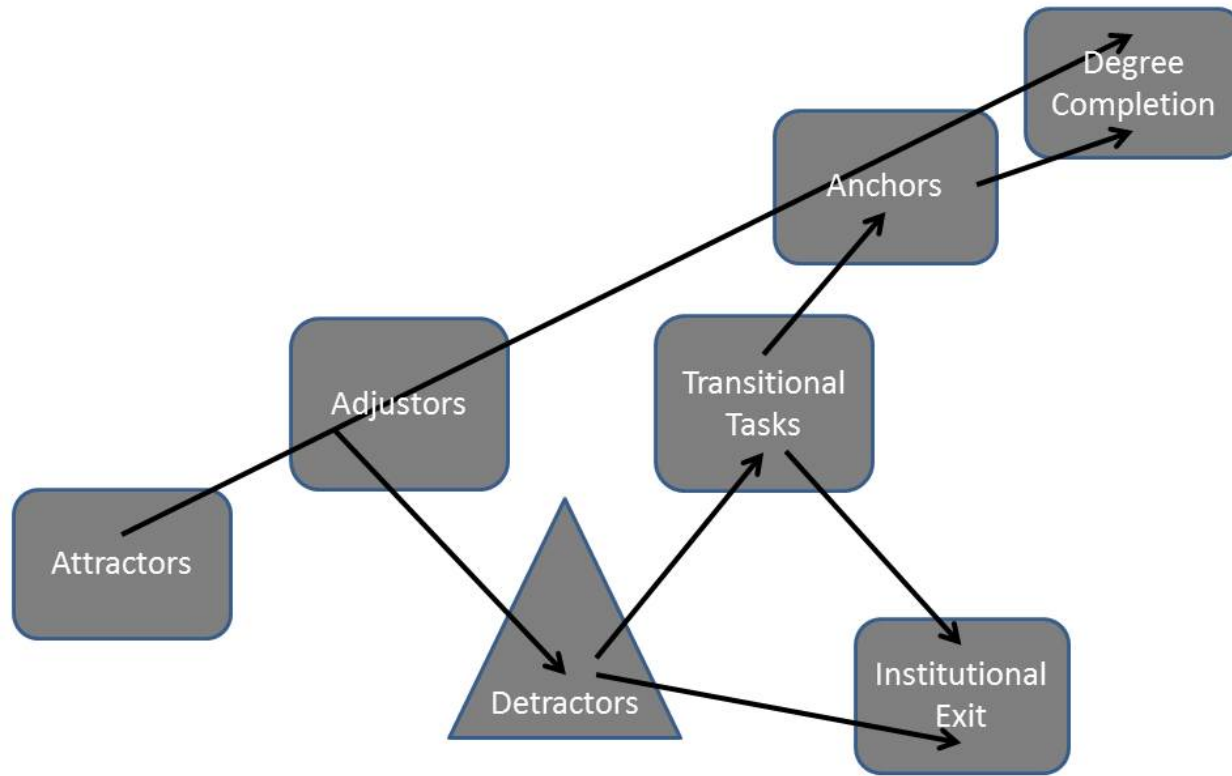 Degree
Completion
Anchors
Adjustors
Transitional
Tasks
Attractors
Detractors
Institutional
Exit